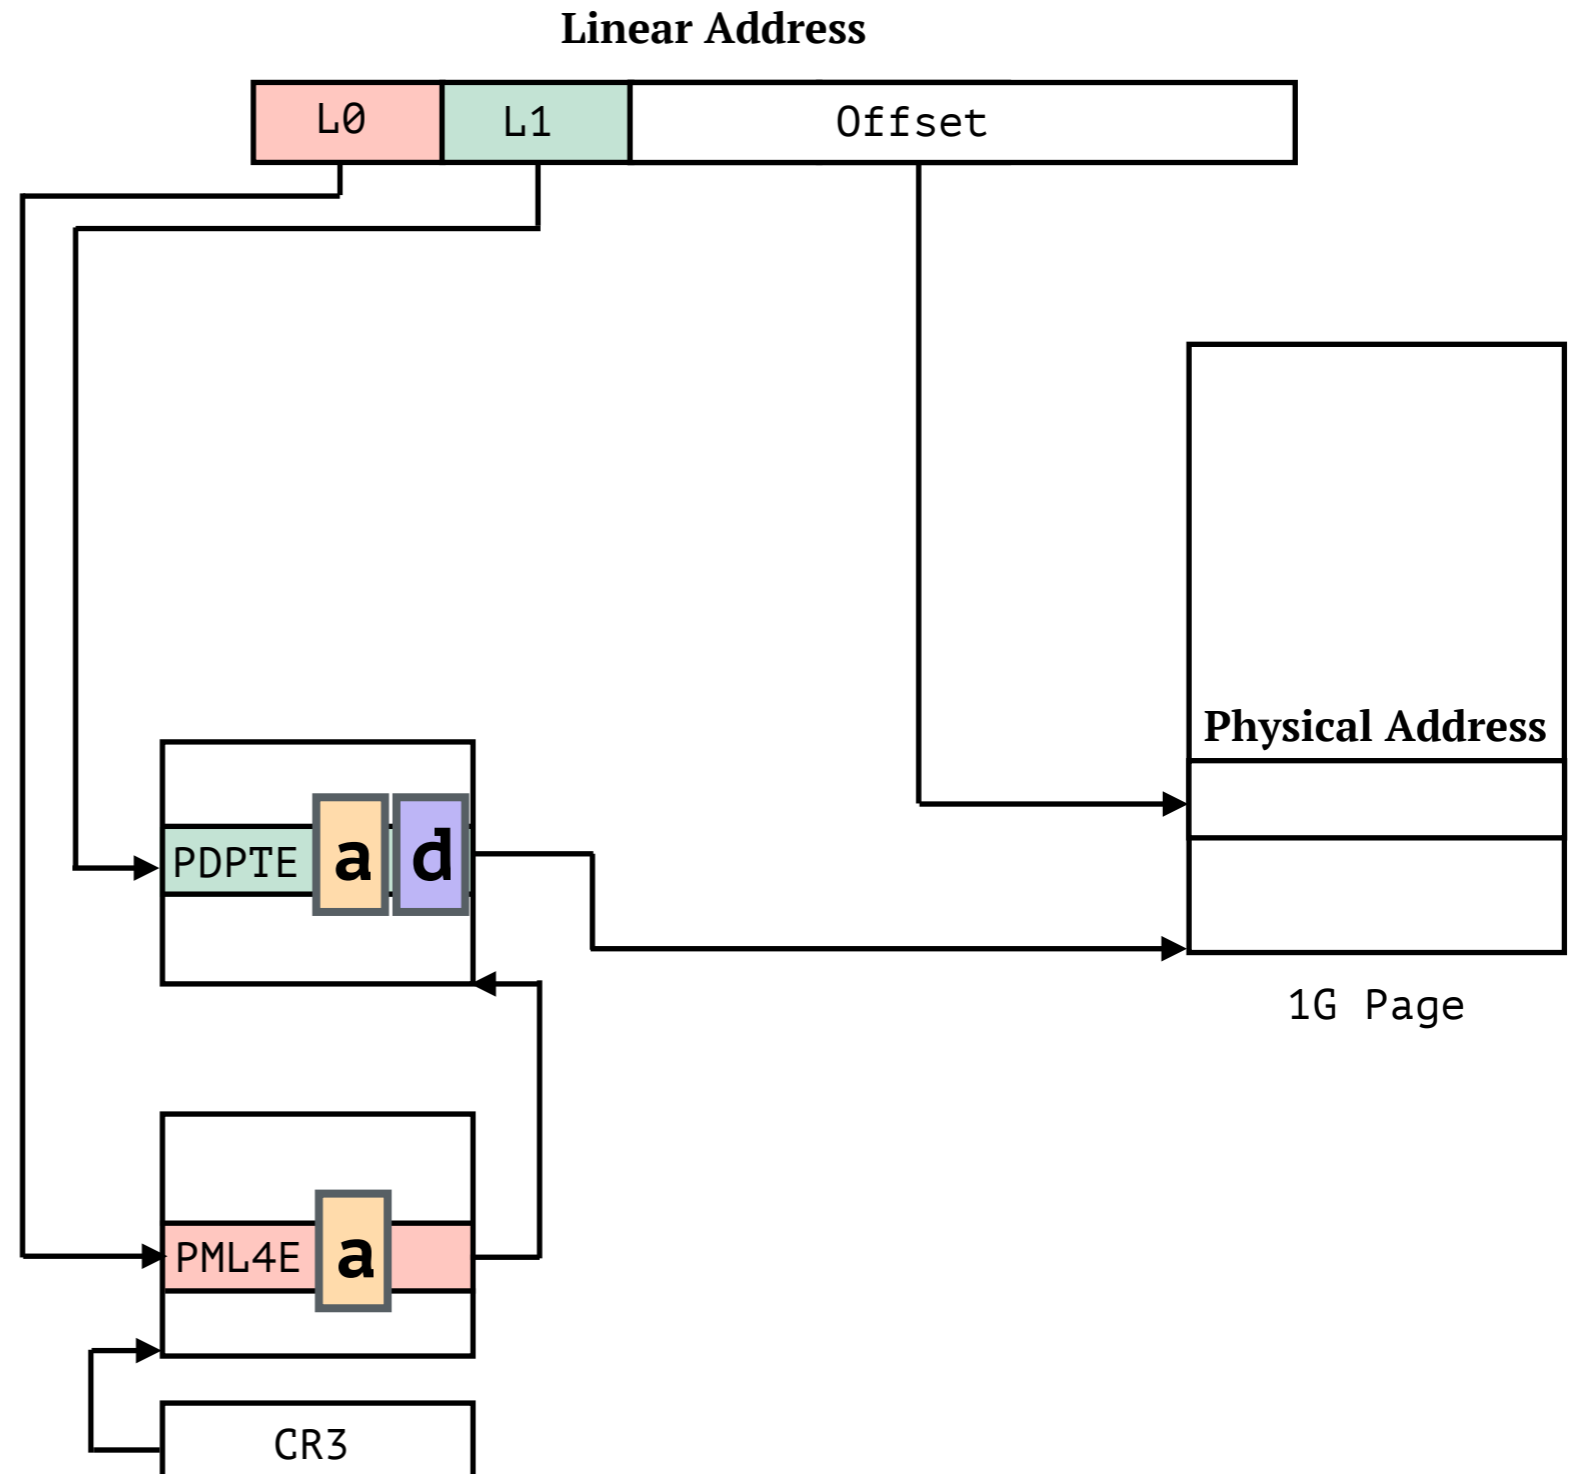 Linear Address
L0 L1 Offset
Physical Address
PDPTE a d
1G Page
PML4E a
CR3